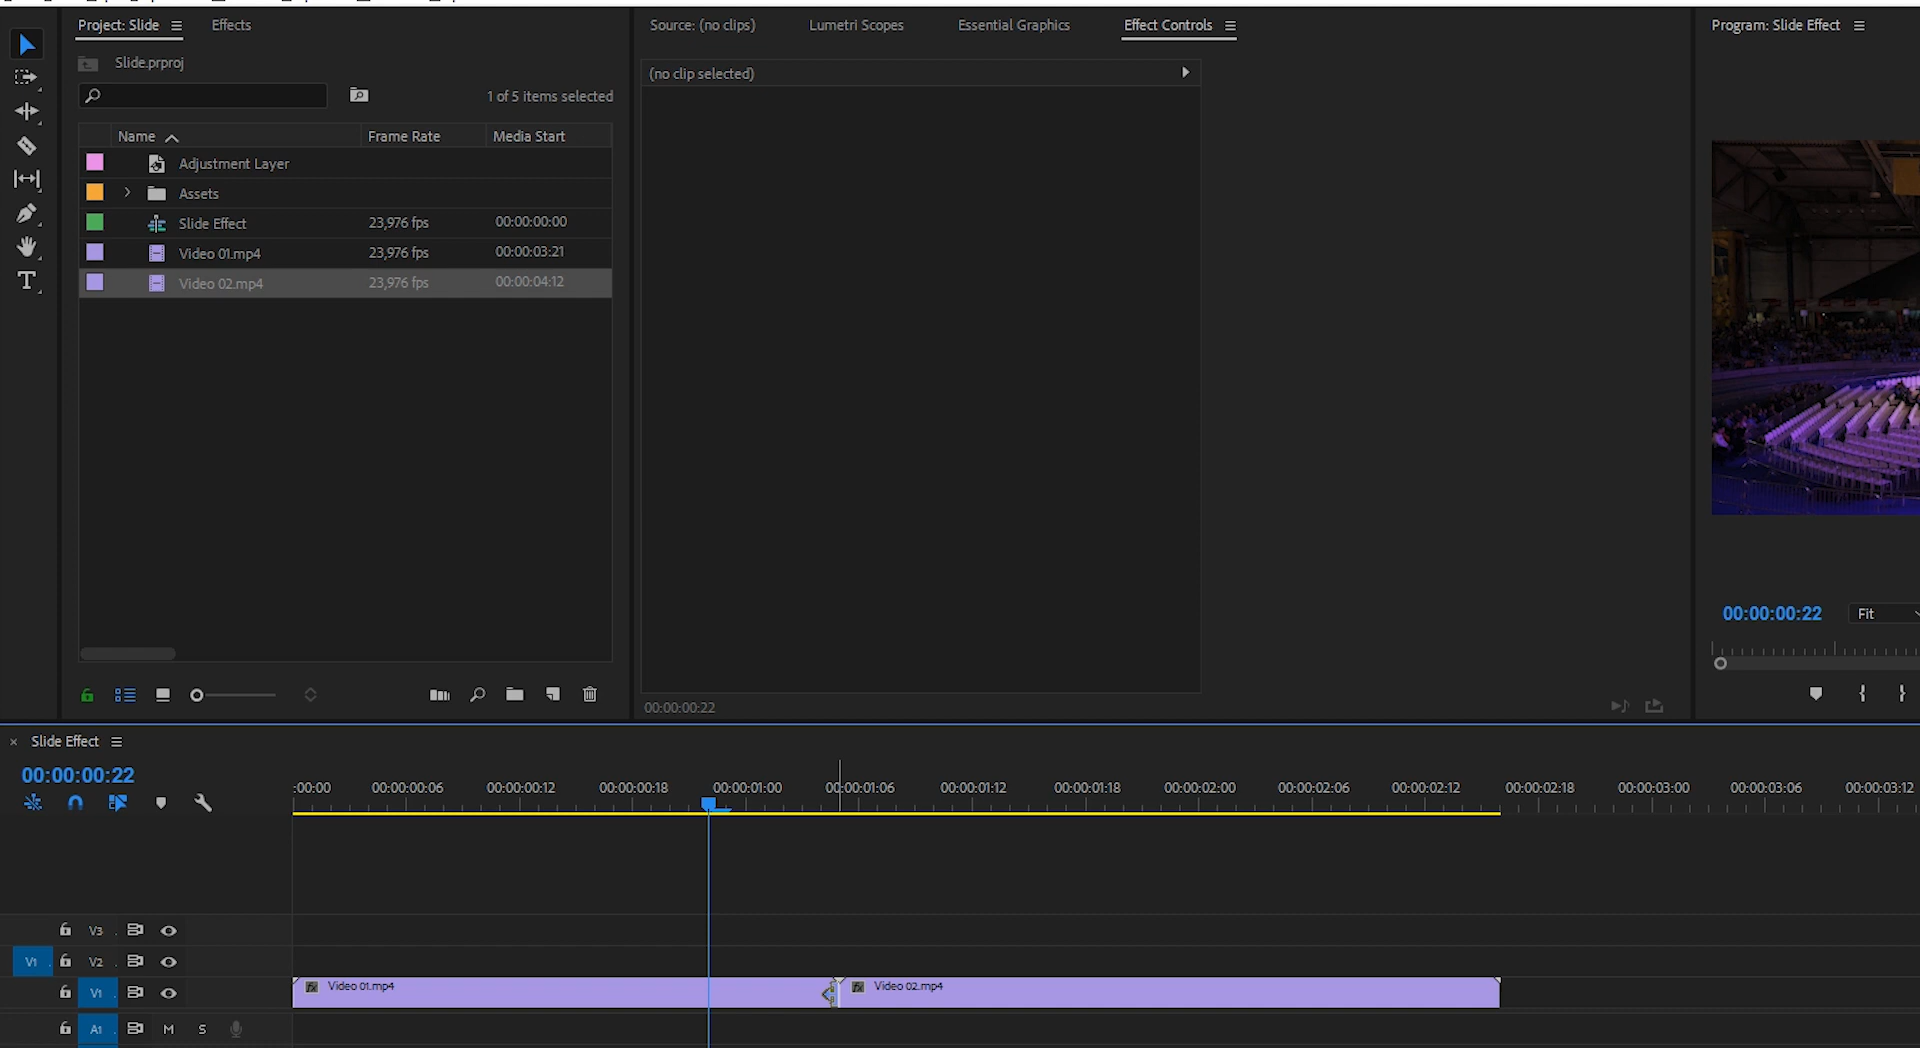 Project: Slide
Effects
Source: (no clips)
Lumetri Scopes
Essential Graphics
Effect Controls
Program: Slide Effect
Slide.prproj
(no clip selected)
1 of 5 items selected
Name
Frame Rate
Media Start
Adjustment Layer
Assets
Slide Effect
23,976 fps
00:00:00:00
Video 01.mp4
23,976 fps
00:00:03:21
Video 02.mp4
23,976 fps
00:00:04:12
00:00:00:22
Fit
00:00:00:22
Slide Effect
00:00:00:22
:00:00
00:00:00:06
00:00:00:12
00:00:00:18
00:00:01:00
00:00:01:06
00:00:01:12
00:00:01:18
00:00:02:00
00:00:02:06
00:00:02:12
00:00:02:18
00:00:03:00
00:00:03:06
00:00:03:12
V3
V1
V2
V1
fx
Video 01.mp4
fx
Video 02.mp4
A1
M
S